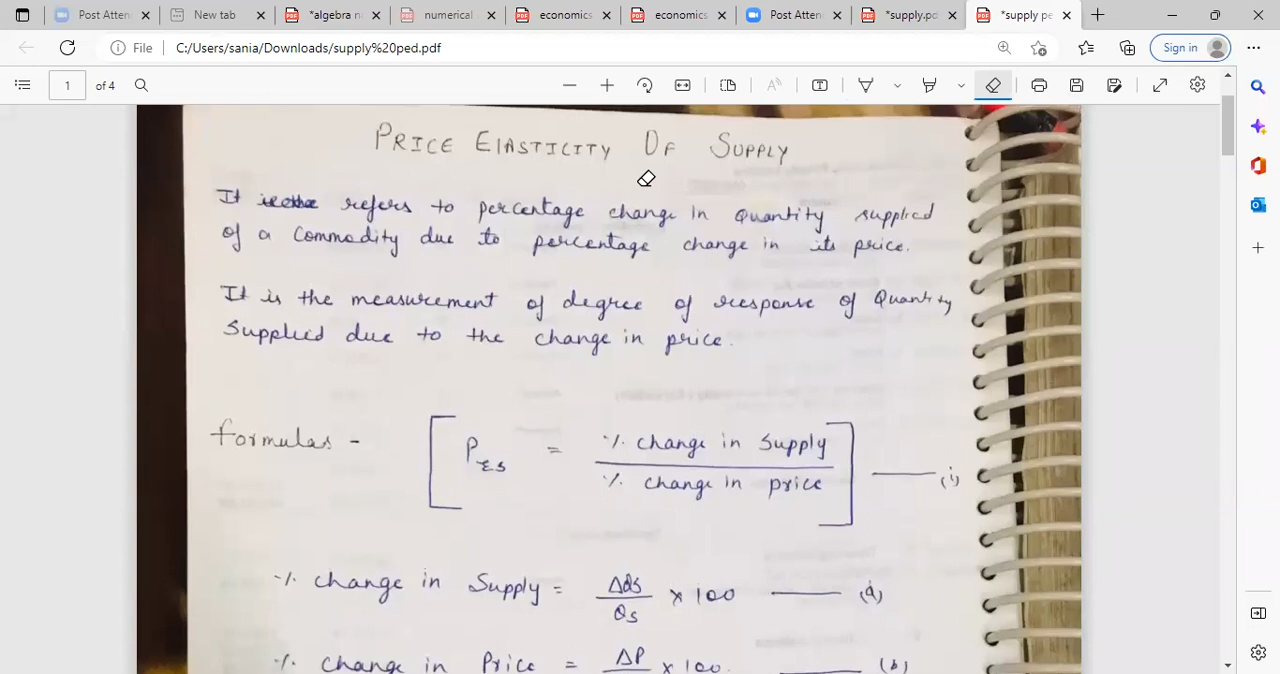 Post Atten
New tab
*algebra n
numerical
economics
economics
Post Atten
*supply.pd
*supply pe
File
C:/Users/sania/Downloads/supply%20ped.pdf
Sign in
1
of 4
PRICE ElASTICITY OF SUPPLY
It refers to percentage change in Quantity supplied
of a Commodity due to percentage change in its price.
It is the measurement of degree of response of Quantity
Supplied due to the change in price.
formulas - [ PES = % change in Supply
% change in price ] —— (i)
% change in Supply = ΔQs
Qs × 100 —— (a)
% change in Price = ΔP × 100. —— (b)